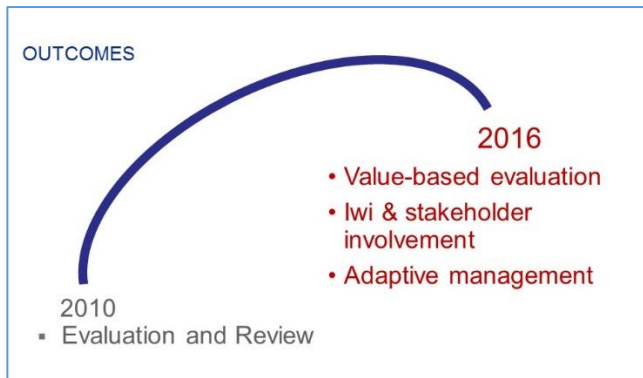 OUTCOMES
2016
• Value-based evaluation
• Iwi & stakeholder
involvement
• Adaptive management
2010
▪ Evaluation and Review